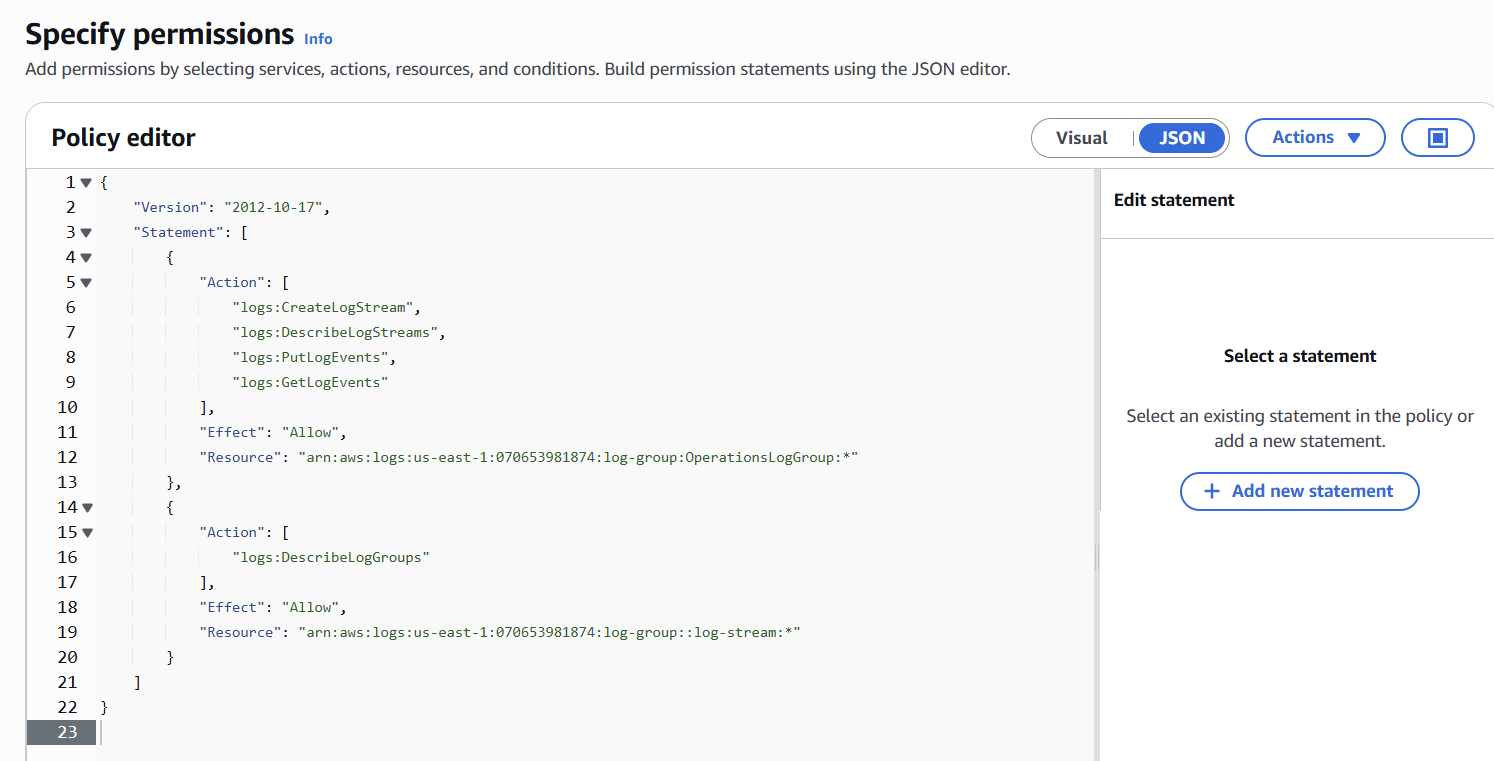 Specify permissions Info
Add permissions by selecting services, actions, resources, and conditions. Build permission statements using the JSON editor.
Policy editor
Visual | JSON
Actions
1 {
2 "Version": "2012-10-17",
3 "Statement": [
4 {
5 "Action": [
6 "logs:CreateLogStream",
7 "logs:DescribeLogStreams",
8 "logs:PutLogEvents",
9 "logs:GetLogEvents"
10 ],
11 "Effect": "Allow",
12 "Resource": "arn:aws:logs:us-east-1:070653981874:log-group:OperationsLogGroup:*"
13 },
14 {
15 "Action": [
16 "logs:DescribeLogGroups"
17 ],
18 "Effect": "Allow",
19 "Resource": "arn:aws:logs:us-east-1:070653981874:log-group::log-stream:*"
20 }
21 ]
22 }
23
Edit statement
Select a statement
Select an existing statement in the policy or
add a new statement.
+ Add new statement